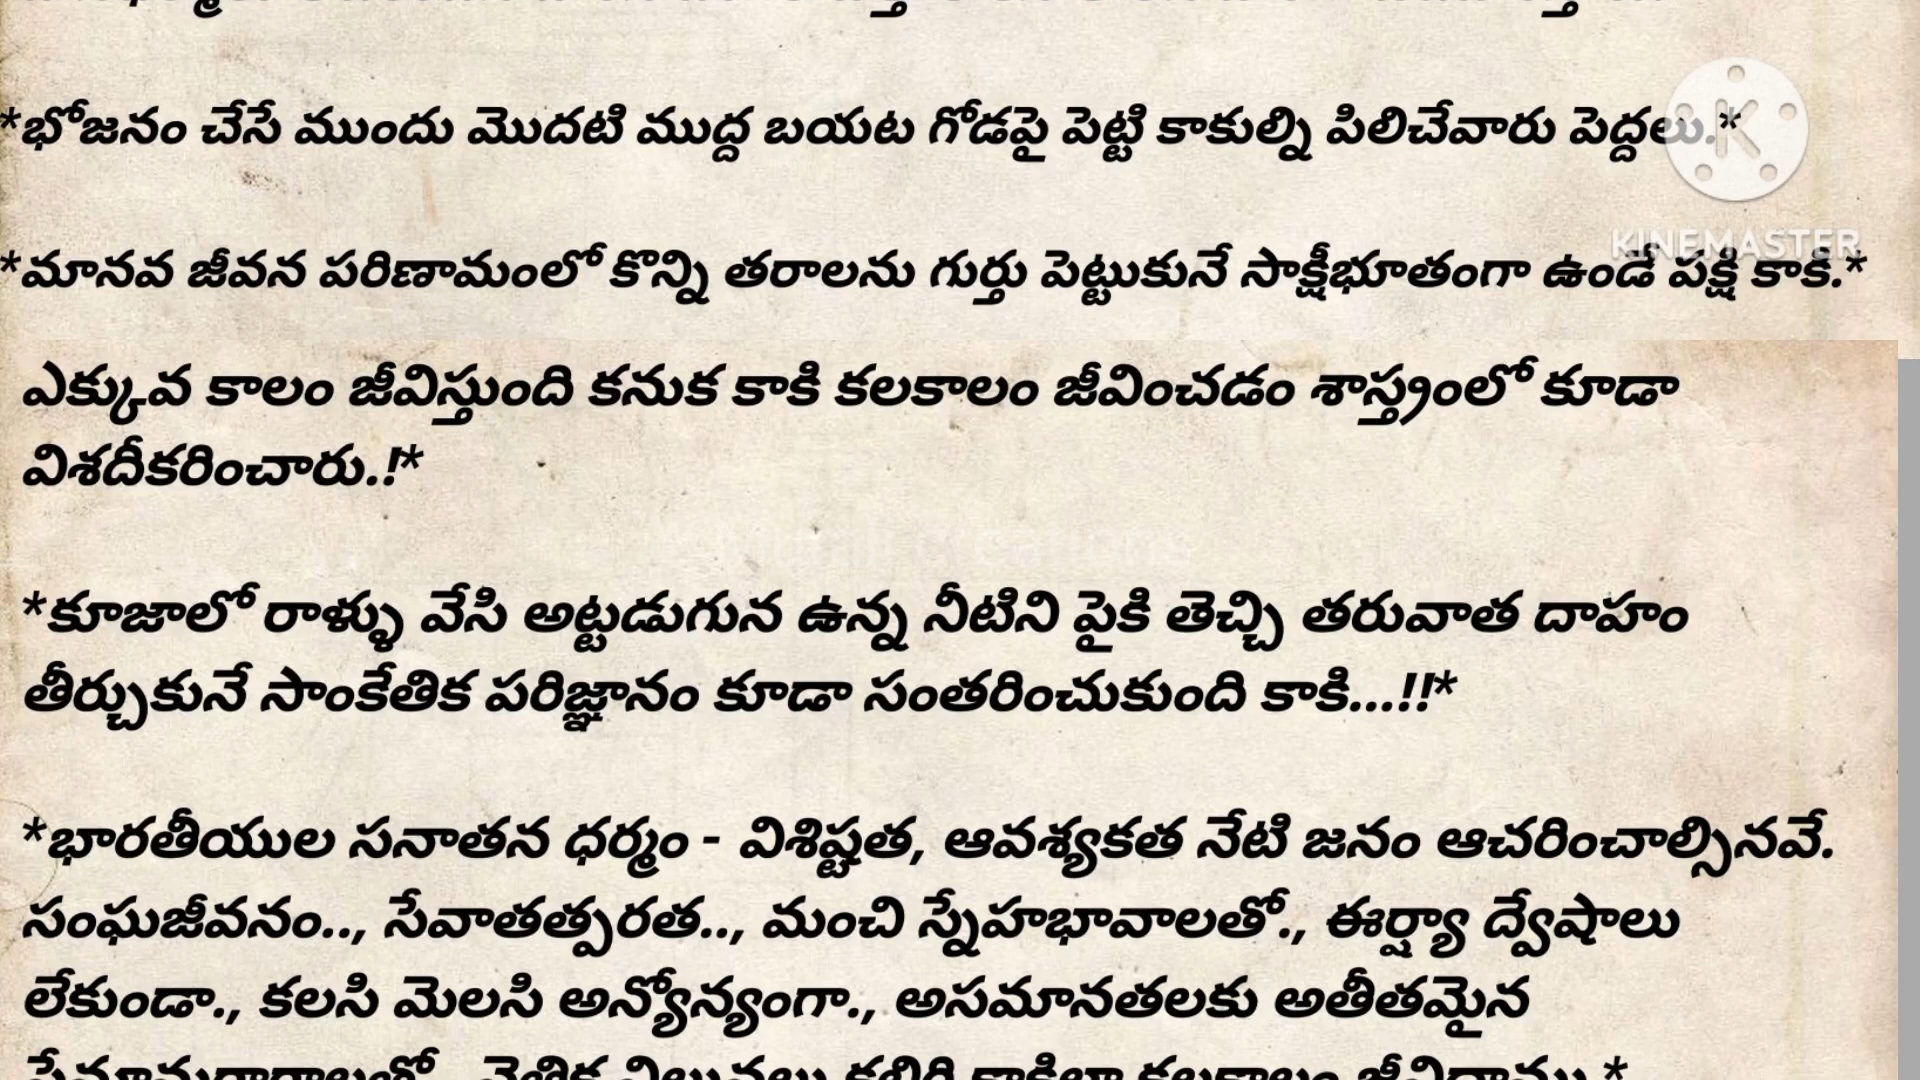 *భోజనం చేసే ముందు మొదటి ముద్ద బయట గోడపై పెట్టి కాకుల్ని పిలిచేవారు పెద్దలు.*
KINEMASTER
*మానవ జీవన పరిణామంలో కొన్ని తరాలను గుర్తు పెట్టుకునే సాక్షీభూతంగా ఉండే పక్షి కాకి.*
ఎక్కువ కాలం జీవిస్తుంది కనుక కాకి కలకాలం జీవించడం శాస్త్రంలో కూడా
విశదీకరించారు.!*
*కూజాలో రాళ్ళు వేసి అట్టడుగున ఉన్న నీటిని పైకి తెచ్చి తరువాత దాహం
తీర్చుకునే సాంకేతిక పరిజ్ఞానం కూడా సంతరించుకుంది కాకి...!!*
*భారతీయుల సనాతన ధర్మం - విశిష్టత, ఆవశ్యకత నేటి జనం ఆచరించాల్సినవే.
సంఘజీవనం.., సేవాతత్పరత.., మంచి స్నేహభావాలతో., ఈర్ష్యా ద్వేషాలు
లేకుండా., కలసి మెలసి అన్యోన్యంగా., అసమానతలకు అతీతమైన